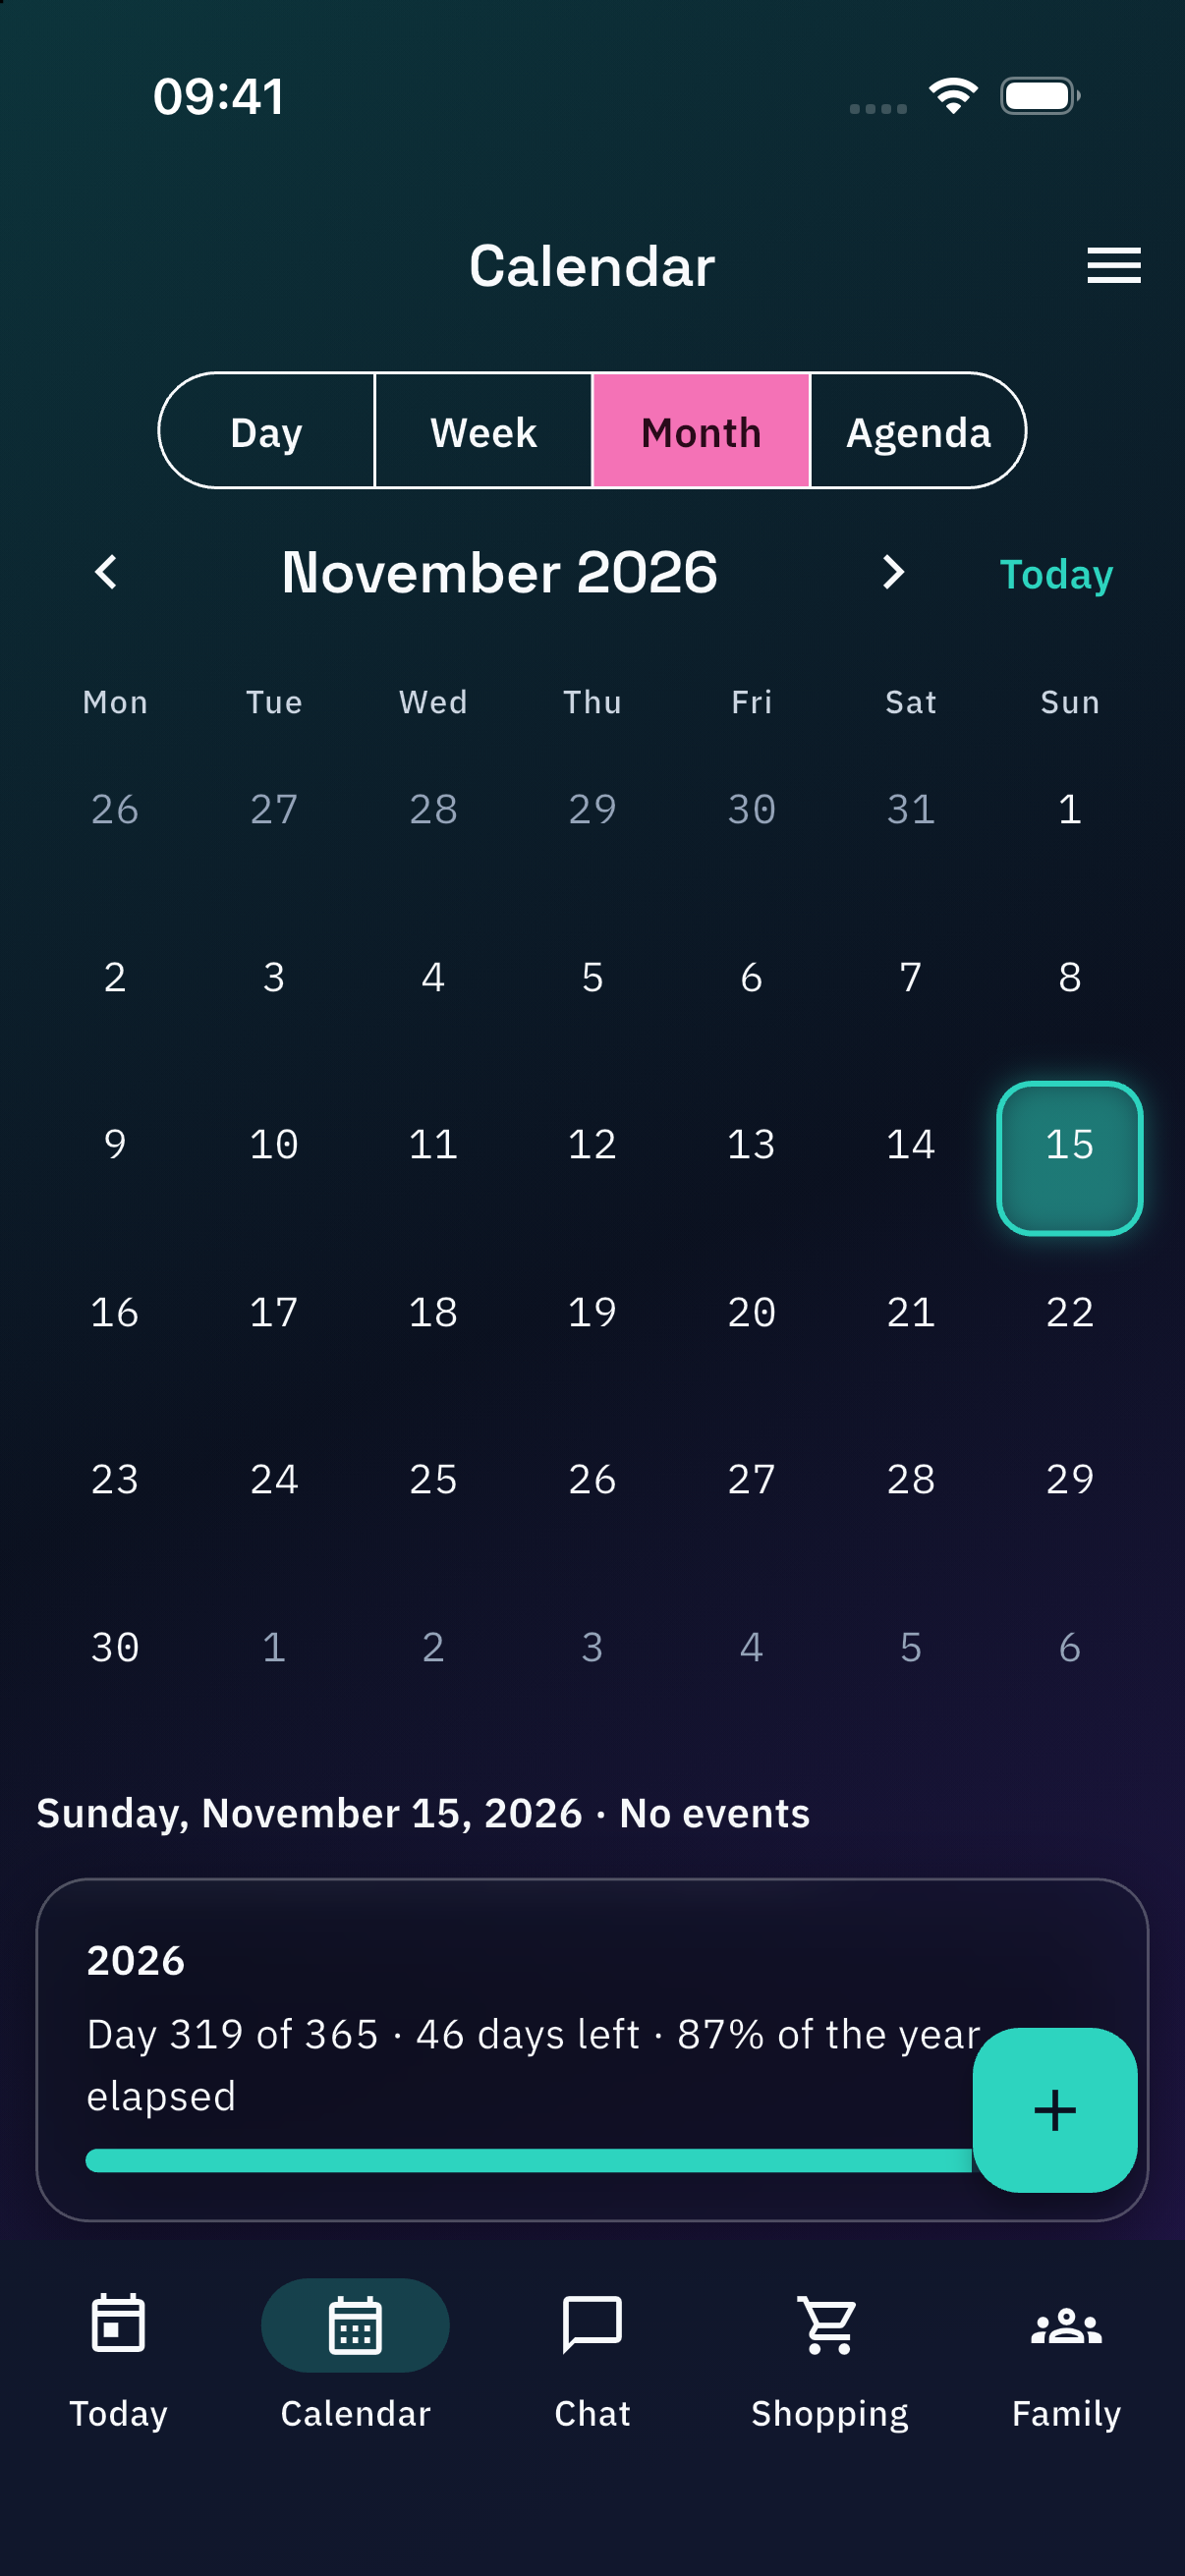 09:41
Calendar
Day Week Month Agenda
November 2026 Today
Mon Tue Wed Thu Fri Sat Sun
26 27 28 29 30 31 1
2 3 4 5 6 7 8
9 10 11 12 13 14 15
16 17 18 19 20 21 22
23 24 25 26 27 28 29
30 1 2 3 4 5 6
Sunday, November 15, 2026 · No events
2026
Day 319 of 365 · 46 days left · 87% of the year
elapsed
Today Calendar Chat Shopping Family